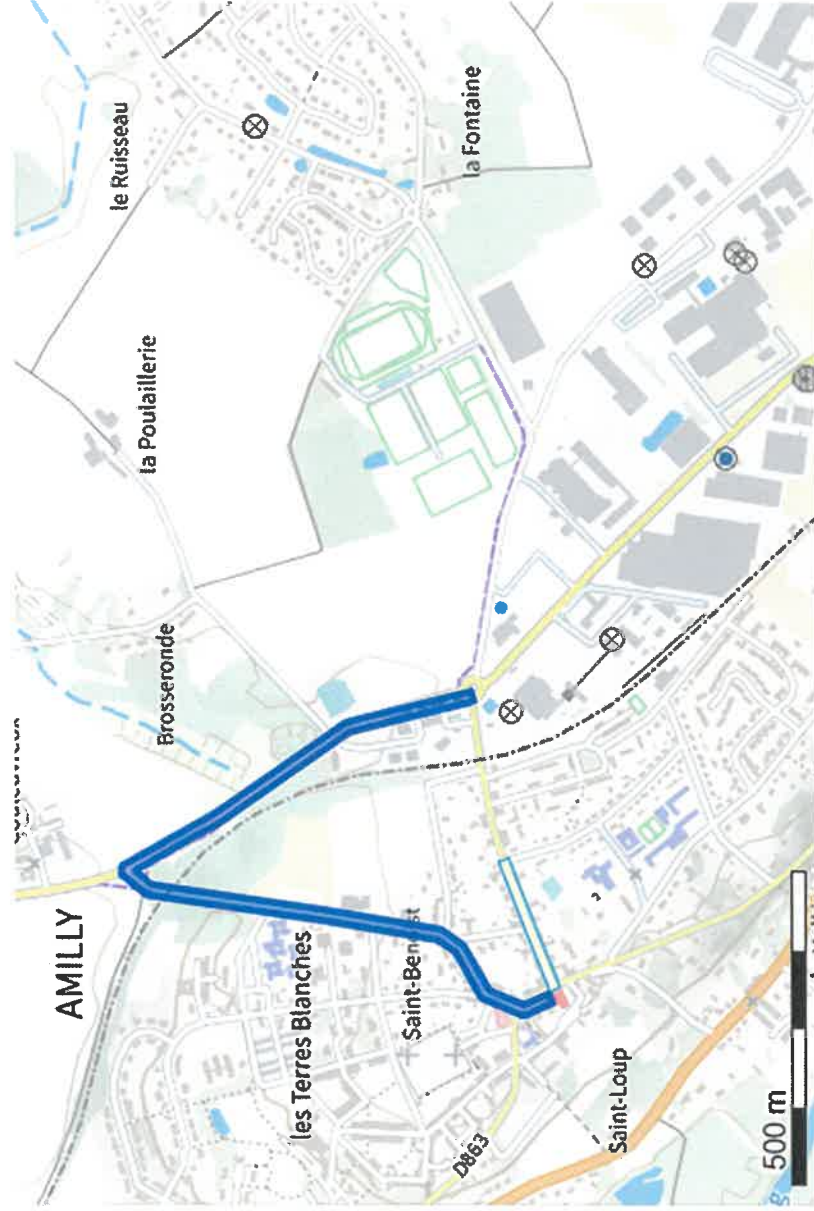 le Ruisseau
la Fontaine
la Poulaillerie
Brosseronde
AMILLY
les Terres Blanches
Saint-Benoist
D863
Saint-Loup
500 m